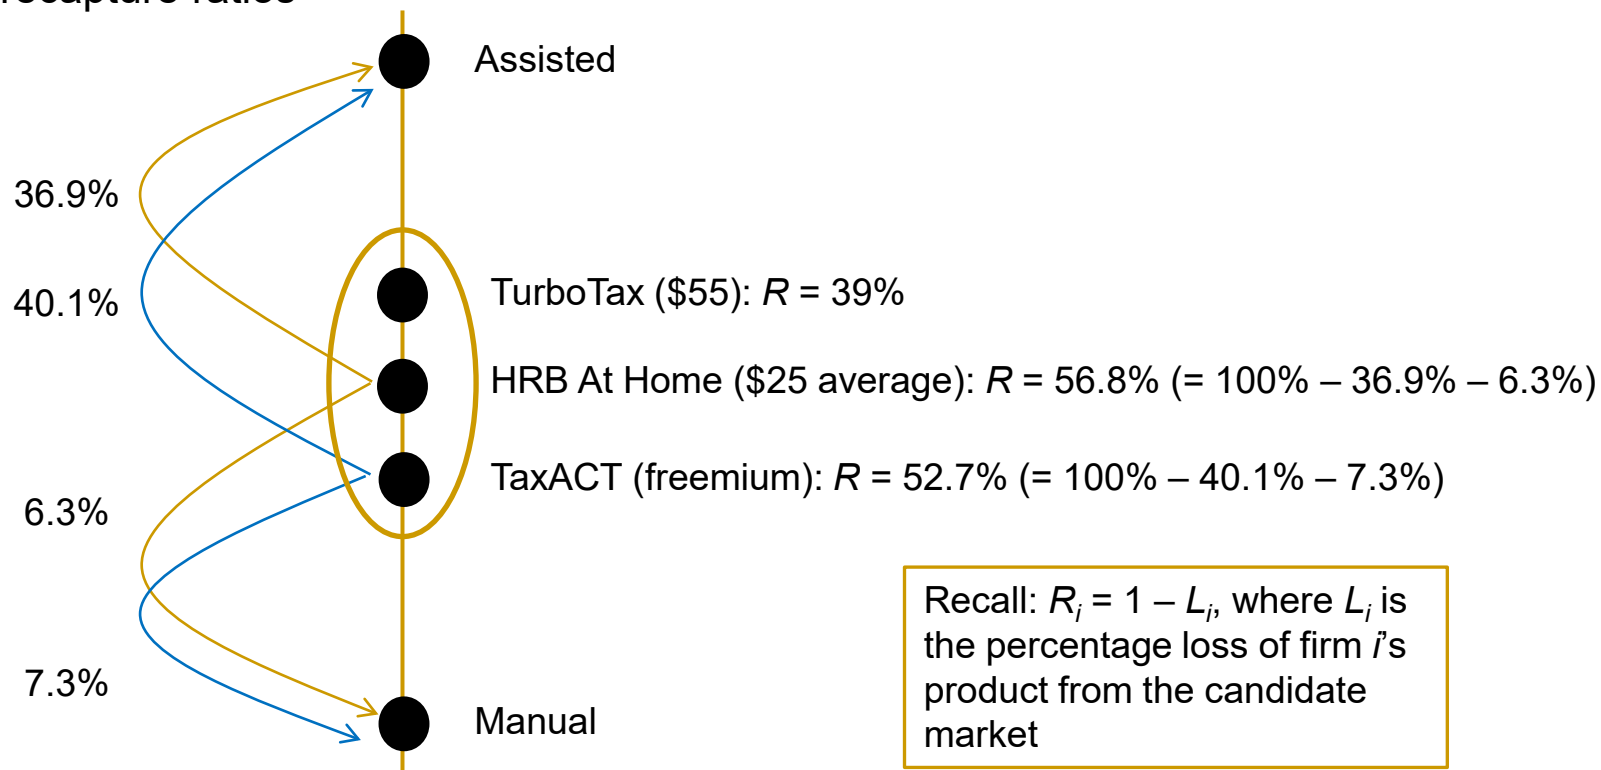 recapture ratios
Assisted
36.9%
TurboTax ($55): R = 39%
40.1%
HRB At Home ($25 average): R = 56.8% (= 100% – 36.9% – 6.3%)
TaxACT (freemium): R = 52.7% (= 100% – 40.1% – 7.3%)
6.3%
Recall: Rᵢ = 1 – Lᵢ, where Lᵢ is
the percentage loss of firm i’s
product from the candidate
market
7.3%
Manual